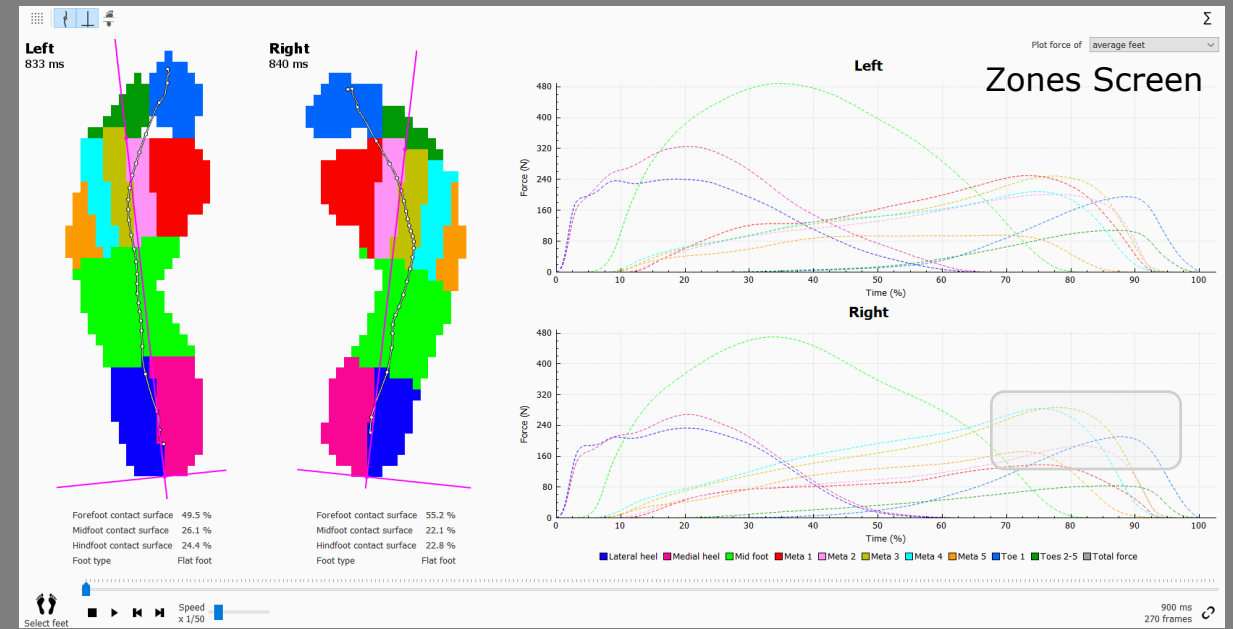 Σ
Left
833 ms
Right
840 ms
Plot force of average feet
Zones Screen
Left
480
400
320
240
160
80
0
Force (N)
0 10 20 30 40 50 60 70 80 90 100
Time (%)
Right
480
400
320
240
160
80
0
Force (N)
0 10 20 30 40 50 60 70 80 90 100
Time (%)
Lateral heel Medial heel Mid foot Meta 1 Meta 2 Meta 3 Meta 4 Meta 5 Toe 1 Toes 2-5 Total force
Forefoot contact surface 49.5 %
Midfoot contact surface 26.1 %
Hindfoot contact surface 24.4 %
Foot type Flat foot
Forefoot contact surface 55.2 %
Midfoot contact surface 22.1 %
Hindfoot contact surface 22.8 %
Foot type Flat foot
Select feet
Speed
x 1/50
900 ms
270 frames